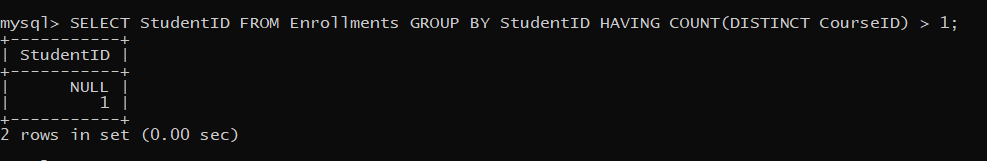 mysql> SELECT StudentID FROM Enrollments GROUP BY StudentID HAVING COUNT(DISTINCT CourseID) > 1;
+-----------+
| StudentID |
+-----------+
|      NULL |
|         1 |
+-----------+
2 rows in set (0.00 sec)